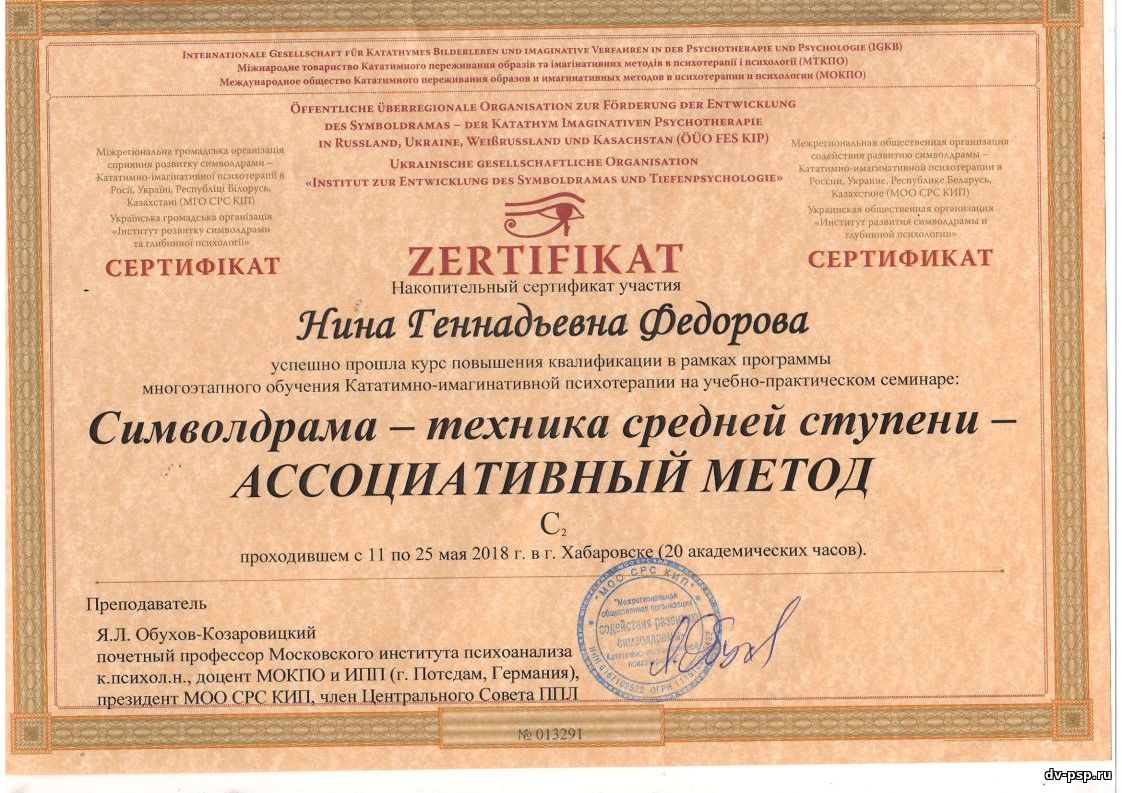 INTERNATIONALE GESELLSCHAFT FÜR KATATHYMES BILDERLEBEN UND IMAGINATIVE VERFAHREN IN DER PSYCHOTHERAPIE UND PSYCHOLOGIE (IGKB)
Міжнародне товариство Кататимного переживання образів та імагінативних методів в психотерапії і психології (МТКПО)
Международное общество Кататимного переживания образов и имагинативных методов в психотерапии и психологии (МОКПО)
ÖFFENTLICHE ÜBERREGIONALE ORGANISATION ZUR FÖRDERUNG DER ENTWICKLUNG
DES SYMBOLDRAMAS – DER KATATHYM IMAGINATIVEN PSYCHOTHERAPIE
IN RUSSLAND, UKRAINE, WEIßRUSSLAND UND KASACHSTAN (ÖÜO FES KIP)
UKRAINISCHE GESELLSCHAFTLICHE ORGANISATION
«INSTITUT ZUR ENTWICKLUNG DES SYMBOLDRAMAS UND TIEFENPSYCHOLOGIE»
Міжрегіональна громадська організація
сприяння розвитку символдрами –
Кататимно-імагінативної психотерапії в
Росії, Україні, Республіці Білорусь,
Казахстані (МГО СРС КІП)
Українська громадська організація
«Інститут розвитку символдрами
та глибинної психології»
СЕРТИФІКАТ
Межрегиональная общественная организация
содействия развитию символдрамы –
Кататимно-имагинативной психотерапии в
России, Украине, Республике Беларусь,
Казахстане (МОО СРС КИП)
Украинская общественная организация
«Институт развития символдрамы и
глубинной психологии»
СЕРТИФИКАТ
ZERTIFIKAT
Накопительный сертификат участия
Нина Геннадьевна Федорова
успешно прошла курс повышения квалификации в рамках программы
многоэтапного обучения Кататимно-имагинативной психотерапии на учебно-практическом семинаре:
Символдрама – техника средней ступени –
АССОЦИАТИВНЫЙ МЕТОД
С2
проходившем с 11 по 25 мая 2018 г. в г. Хабаровске (20 академических часов).
Преподаватель
Я.Л. Обухов-Козаровицкий
почетный профессор Московского института психоанализа
к.психол.н., доцент МОКПО и ИПП (г. Потсдам, Германия),
президент МОО СРС КИП, член Центрального Совета ППЛ
"МОО СРС КИП"
"Межрегиональная
общественная организация
содействия развитию
символдрамы-
№ 013291
dv-psp.ru